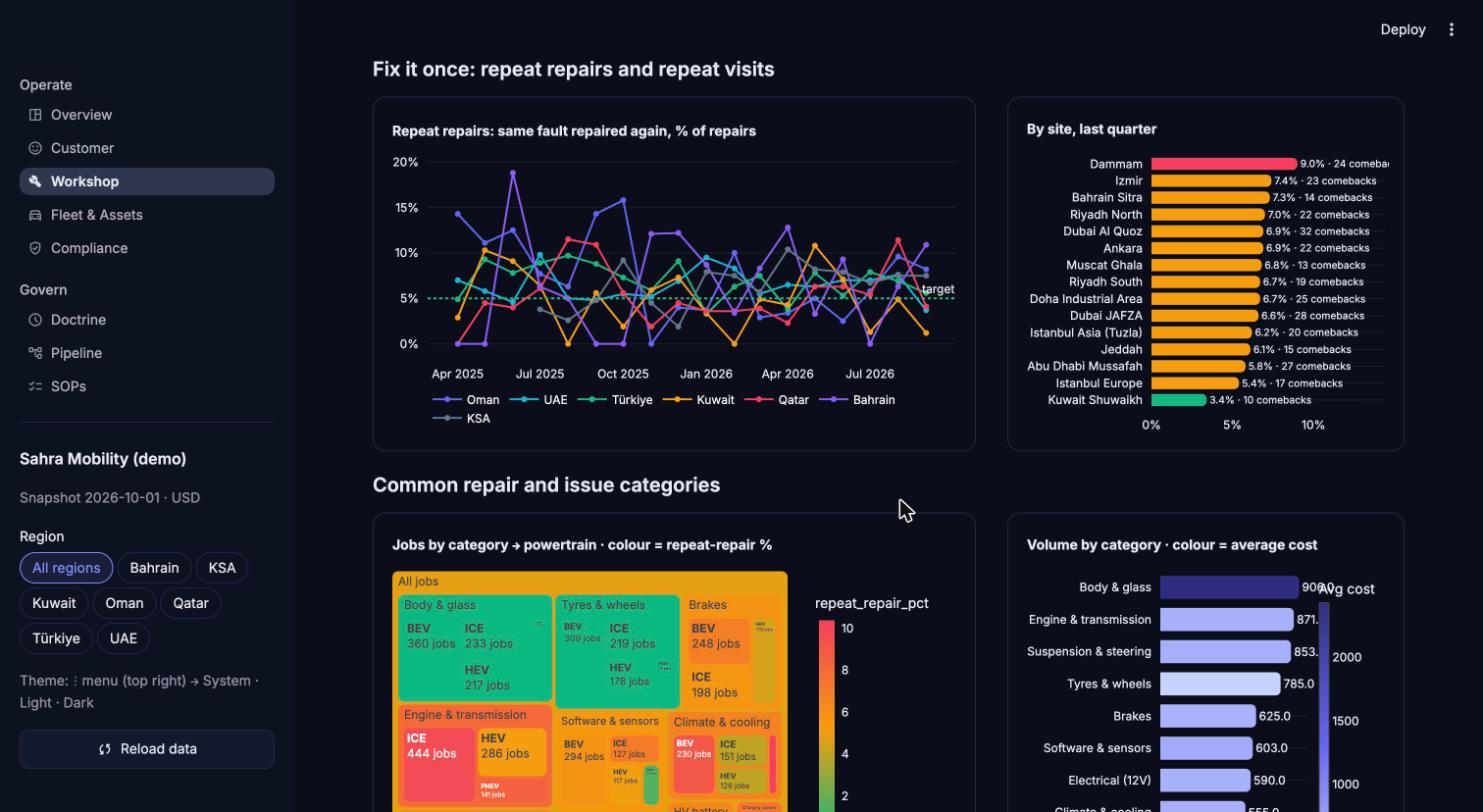 Deploy
Operate
Overview
Customer
Workshop
Fleet & Assets
Compliance
Govern
Doctrine
Pipeline
SOPs
Sahra Mobility (demo)
Snapshot 2026-10-01 · USD
Region
All regions
Bahrain
KSA
Kuwait
Oman
Qatar
Türkiye
UAE
Theme: ⋮ menu (top right) → System ·
Light · Dark
Reload data
Fix it once: repeat repairs and repeat visits
Repeat repairs: same fault repaired again, % of repairs
20%
15%
10%
5%
0%
target
Apr 2025 Jul 2025 Oct 2025 Jan 2026 Apr 2026 Jul 2026
Oman UAE Türkiye Kuwait Qatar Bahrain
KSA
By site, last quarter
Dammam 9.0% · 24 comeba
Izmir 7.4% · 23 comebacks
Bahrain Sitra 7.3% · 14 comebacks
Riyadh North 7.0% · 22 comebacks
Dubai Al Quoz 6.9% · 32 comebacks
Ankara 6.9% · 22 comebacks
Muscat Ghala 6.8% · 13 comebacks
Riyadh South 6.7% · 19 comebacks
Doha Industrial Area 6.7% · 25 comebacks
Dubai JAFZA 6.6% · 28 comebacks
Istanbul Asia (Tuzla) 6.2% · 20 comebacks
Jeddah 6.1% · 15 comebacks
Abu Dhabi Mussafah 5.8% · 27 comebacks
Istanbul Europe 5.4% · 17 comebacks
Kuwait Shuwaikh 3.4% · 10 comebacks
0% 5% 10%
Common repair and issue categories
Jobs by category → powertrain · colour = repeat-repair %
All jobs
Body & glass
BEV
360 jobs
ICE
233 jobs
HEV
217 jobs
Tyres & wheels
BEV
309 jobs
ICE
219 jobs
HEV
178 jobs
Brakes
BEV
248 jobs
ICE
198 jobs
Engine & transmission
ICE
444 jobs
HEV
286 jobs
PHEV
141 jobs
Software & sensors
BEV
294 jobs
ICE
127 jobs
HEV
117 jobs
Climate & cooling
BEV
230 jobs
ICE
151 jobs
HEV
126 jobs
HV battery
Charging system
repeat_repair_pct
10
8
6
4
2
Volume by category · colour = average cost
Body & glass 906.0
Engine & transmission 871.
Suspension & steering 853.
Tyres & wheels 785.0
Brakes 625.0
Software & sensors 603.0
Electrical (12V) 590.0
Climate & cooling 555.0
Avg cost
2000
1500
1000